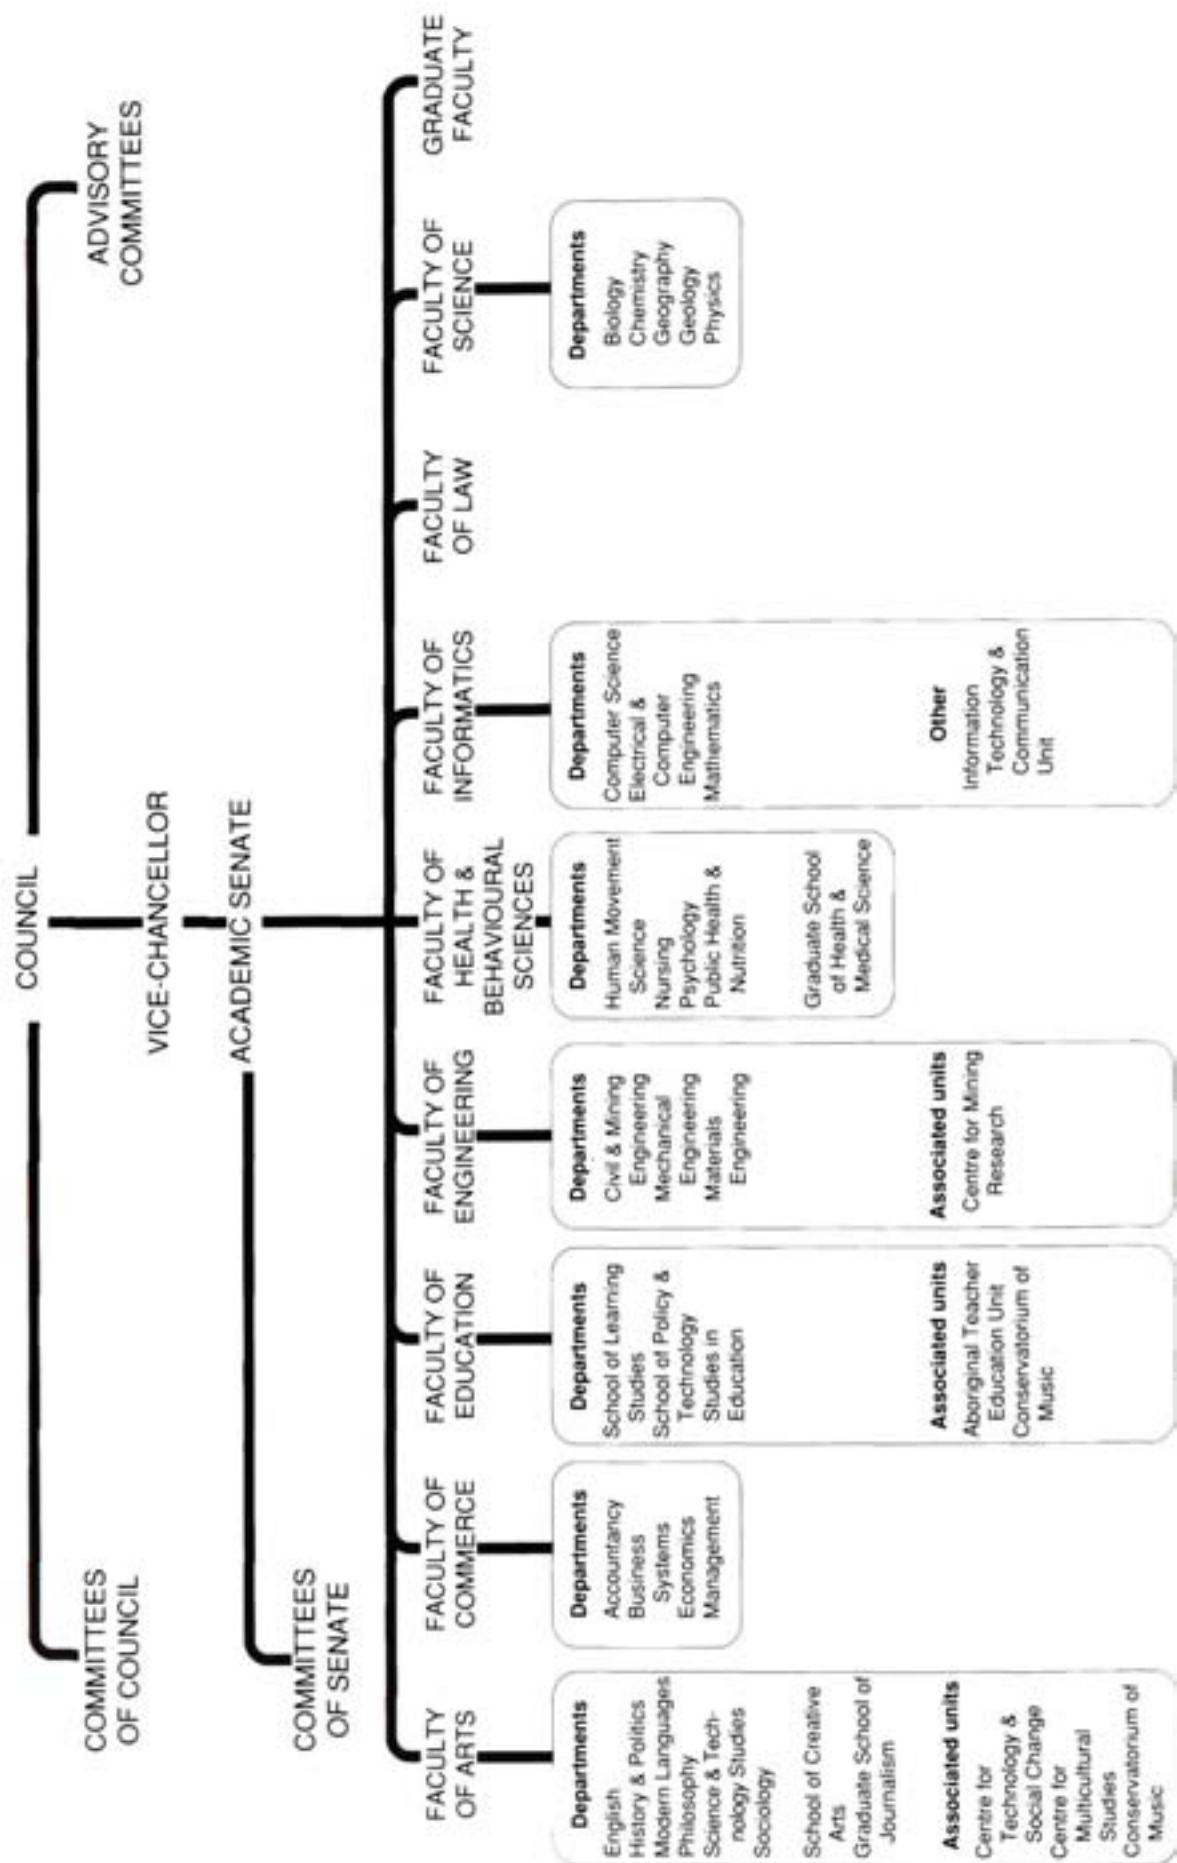 COUNCIL
COMMITTEES
OF COUNCIL
ADVISORY
COMMITTEES
VICE-CHANCELLOR
ACADEMIC SENATE
COMMITTEES
OF SENATE
FACULTY
OF ARTS
Departments
English
History & Politics
Modern Languages
Philosophy
Science & Tech-
nology Studies
Sociology
School of Creative
Arts
Graduate School of
Journalism
Associated units
Centre for
Technology &
Social Change
Centre for
Multicultural
Studies
Conservatorium of
Music
FACULTY OF
COMMERCE
Departments
Accountancy
Business
Systems
Economics
Management
FACULTY OF
EDUCATION
Departments
School of Learning
Studies
School of Policy &
Technology
Studies in
Education
Associated units
Aboriginal Teacher
Education Unit
Conservatorium of
Music
FACULTY OF
ENGINEERING
Departments
Civil & Mining
Engineering
Mechanical
Engineering
Materials
Engineering
Associated units
Centre for Mining
Research
FACULTY OF
HEALTH &
BEHAVIOURAL
SCIENCES
Departments
Human Movement
Science
Nursing
Psychology
Public Health &
Nutrition
Graduate School
of Health &
Medical Science
FACULTY OF
INFORMATICS
Departments
Computer Science
Electrical &
Computer
Engineering
Mathematics
Other
Information
Technology &
Communication
Unit
FACULTY
OF LAW
FACULTY OF
SCIENCE
Departments
Biology
Chemistry
Geography
Geology
Physics
GRADUATE
FACULTY